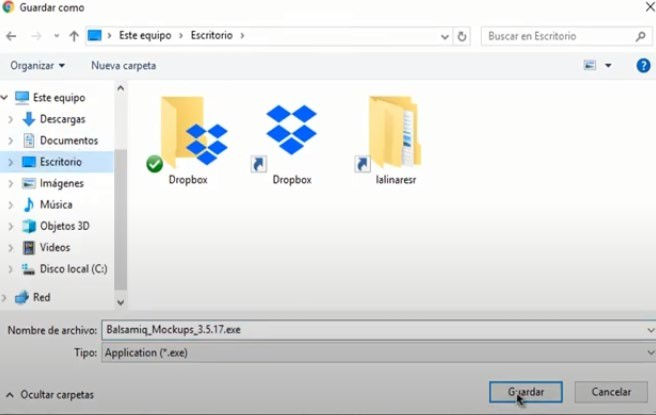 Guardar como
Este equipo > Escritorio >
Buscar en Escritorio
Organizar
Nueva carpeta
Este equipo
Descargas
Documentos
Escritorio
Imágenes
Música
Objetos 3D
Videos
Disco local (C:)
Red
Dropbox
Dropbox
lalinaresr
Nombre de archivo: Balsamiq_Mockups_3.5.17.exe
Tipo: Application (*.exe)
Ocultar carpetas
Guardar
Cancelar